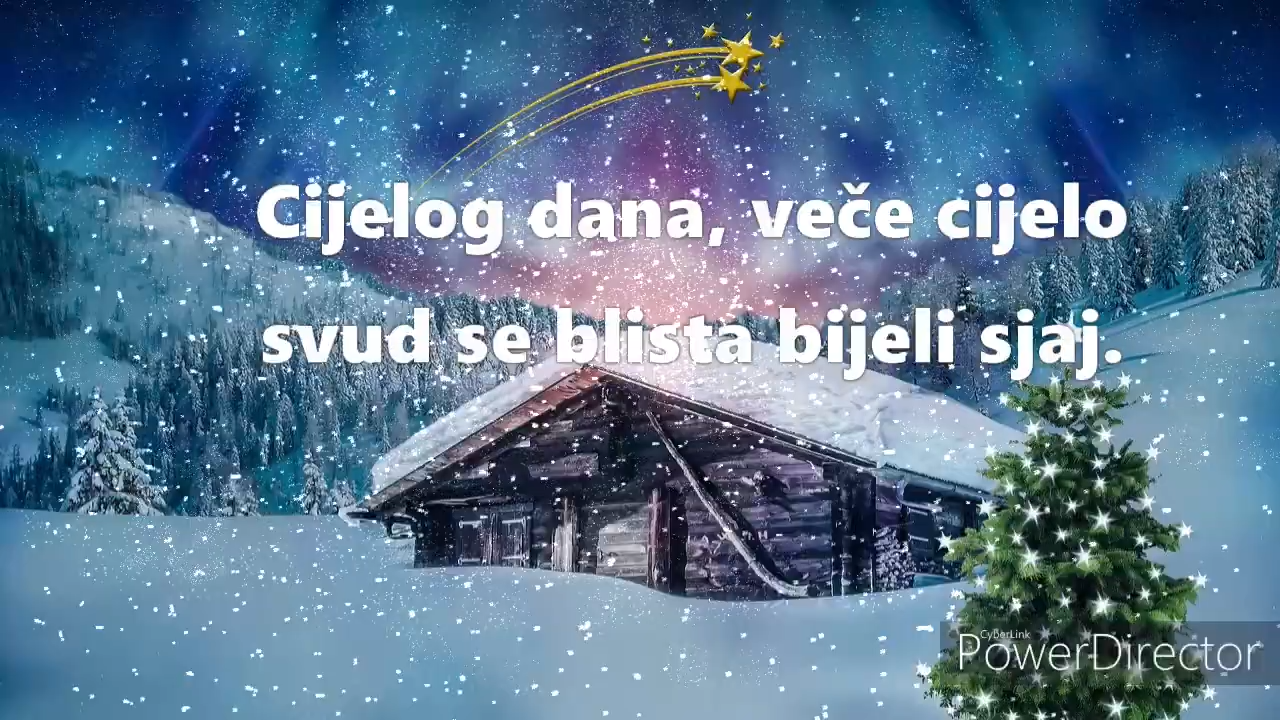 Cijelog dana, veče cijelo
svud se blista bijeli sjaj.
CyberLink
PowerDirector